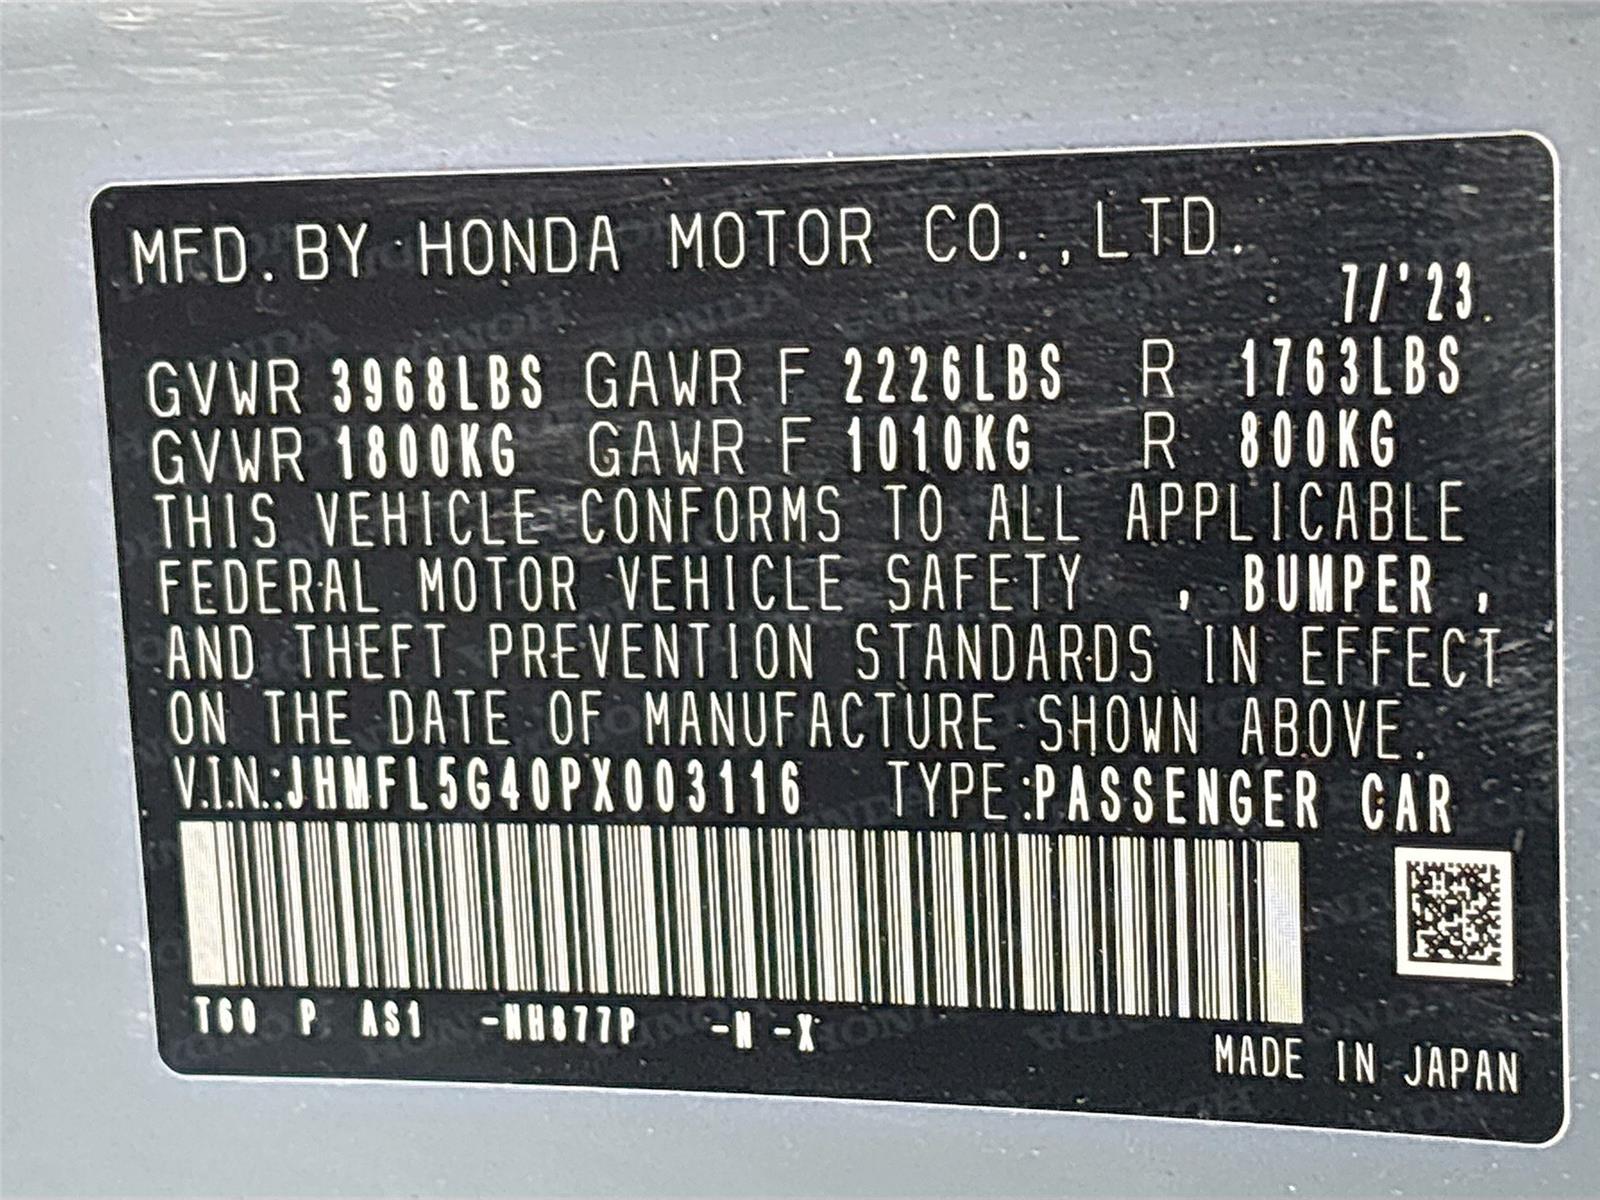 MFD.BY HONDA MOTOR CO.,LTD.
7/'23
GVWR 3968LBS GAWR F 2226LBS R 1763LBS
GVWR 1800KG GAWR F 1010KG R 800KG
THIS VEHICLE CONFORMS TO ALL APPLICABLE
FEDERAL MOTOR VEHICLE SAFETY , BUMPER ,
AND THEFT PREVENTION STANDARDS IN EFFECT
ON THE DATE OF MANUFACTURE SHOWN ABOVE.
V.I.N.:JHMFL5G40PX003116 TYPE:PASSENGER CAR
T60 P AS1 -NH877P -N -X
MADE IN JAPAN